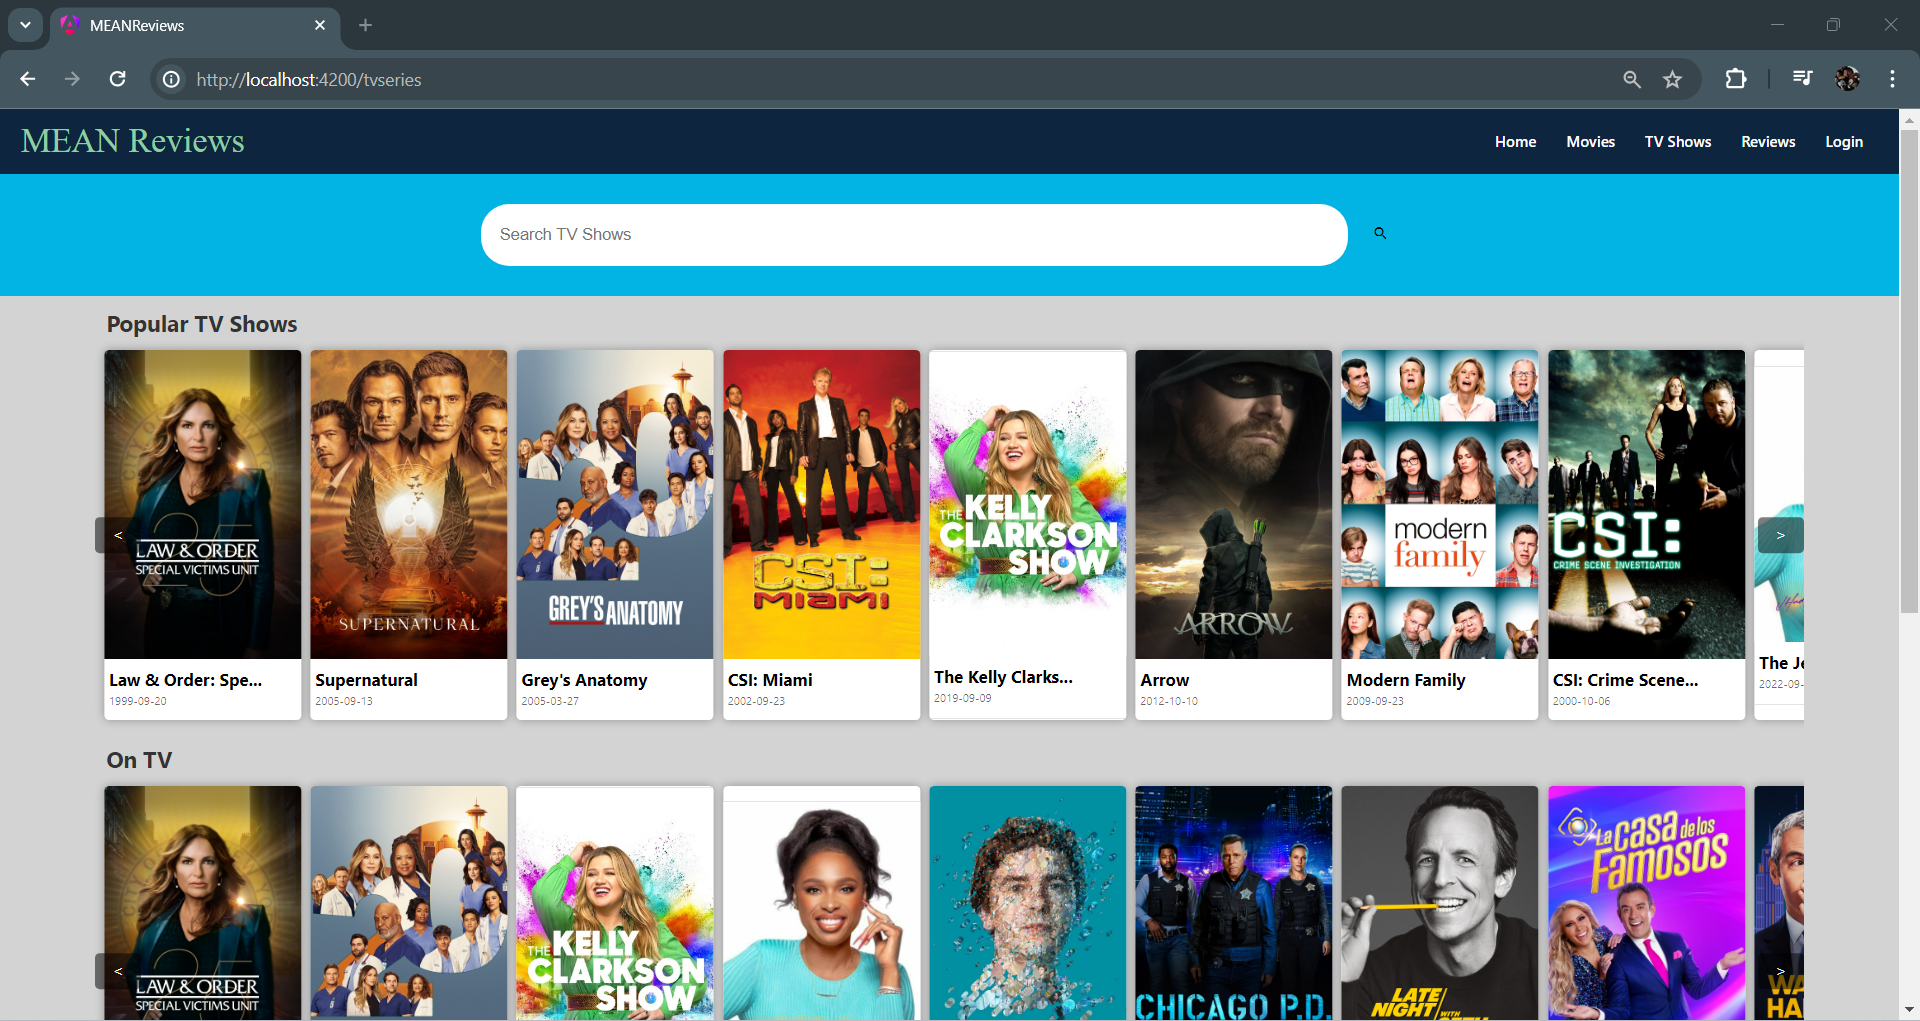 MEANReviews
http://localhost:4200/tvseries
MEAN Reviews
Home Movies TV Shows Reviews Login
Search TV Shows
Popular TV Shows
<
LAW & ORDER
SPECIAL VICTIMS UNIT
SUPERNATURAL
GREY'S ANATOMY
CSI:
MIAMI
THE KELLY
CLARKSON
SHOW
ARROW
modern
family
CSI:
CRIME SCENE INVESTIGATION
>
Law & Order: Spe...
1999-09-20
Supernatural
2005-09-13
Grey's Anatomy
2005-03-27
CSI: Miami
2002-09-23
The Kelly Clarks...
2019-09-09
Arrow
2012-10-10
Modern Family
2009-09-23
CSI: Crime Scene...
2000-10-06
The Je
2022-09-
On TV
<
25
LAW & ORDER
SPECIAL VICTIMS UNIT
THE KELLY
CLARKSON
SHOW
CHICAGO P.D.
LATE
NIGHT WITH
LA CASA de los
FAMOSOS
>
WA
HA